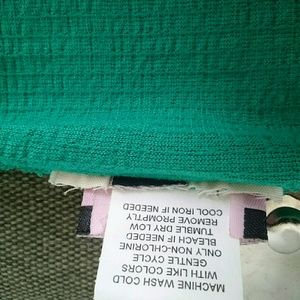 MACHINE WASH COLD
WITH LIKE COLORS
GENTLE CYCLE
ONLY NON-CHLORINE
BLEACH IF NEEDED
TUMBLE DRY LOW
REMOVE PROMPTLY
COOL IRON IF NEEDED